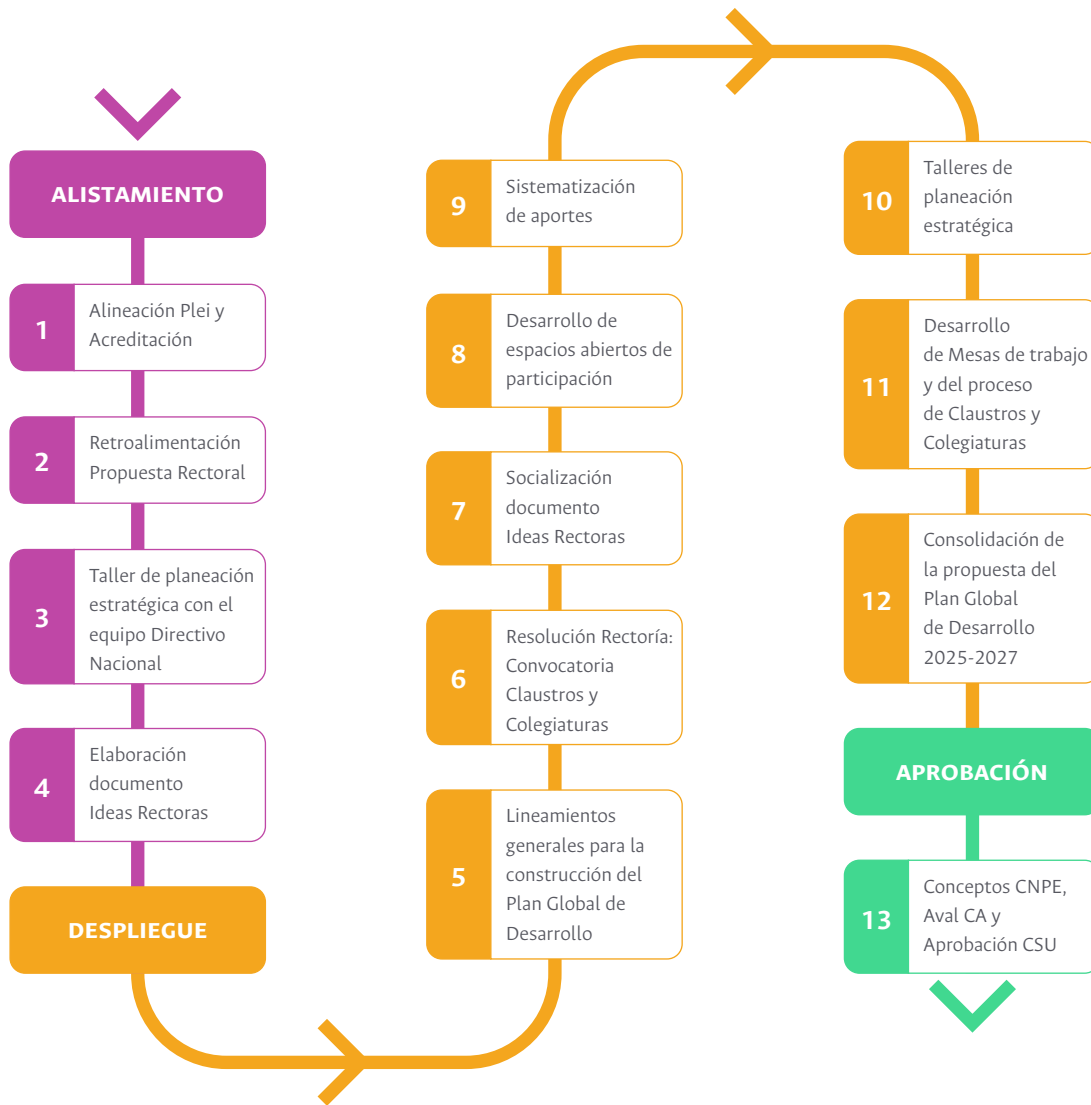 ALISTAMIENTO
1
Alineación Plei y
Acreditación
2
Retroalimentación
Propuesta Rectoral
3
Taller de planeación
estratégica con el
equipo Directivo
Nacional
4
Elaboración
documento
Ideas Rectoras
DESPLIEGUE
5
Lineamientos
generales para la
construcción del
Plan Global de
Desarrollo
6
Resolución Rectoría:
Convocatoria
Claustros y
Colegiaturas
7
Socialización
documento
Ideas Rectoras
8
Desarrollo de
espacios abiertos de
participación
9
Sistematización
de aportes
10
Talleres de
planeación
estratégica
11
Desarrollo
de Mesas de trabajo
y del proceso
de Claustros y
Colegiaturas
12
Consolidación de
la propuesta del
Plan Global
de Desarrollo
2025-2027
APROBACIÓN
13
Conceptos CNPE,
Aval CA y
Aprobación CSU